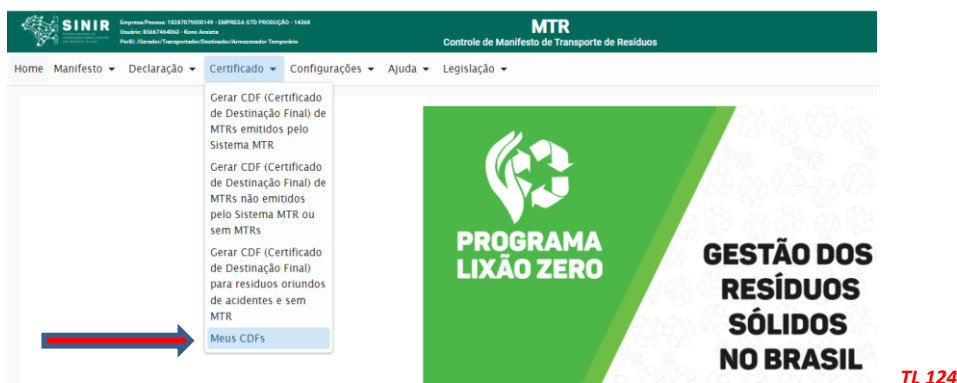 SINIR
Empresa/Pessoa: 10287079000149 - EMPRESA GTD PRODUÇÃO - 14368
Usuário: 85667464063 - Kono Anxieta
Perfil: /Gerador/Transportador/Destinador/Armazenador Temporário
MTR
Controle de Manifesto de Transporte de Resíduos
Home Manifesto Declaração Certificado Configurações Ajuda Legislação
Gerar CDF (Certificado
de Destinação Final) de
MTRs emitidos pelo
Sistema MTR
Gerar CDF (Certificado
de Destinação Final) de
MTRs não emitidos
pelo Sistema MTR ou
sem MTRs
Gerar CDF (Certificado
de Destinação Final)
para resíduos oriundos
de acidentes e sem
MTR
Meus CDFs
PROGRAMA
LIXÃO ZERO
GESTÃO DOS
RESÍDUOS
SÓLIDOS
NO BRASIL
TL 124